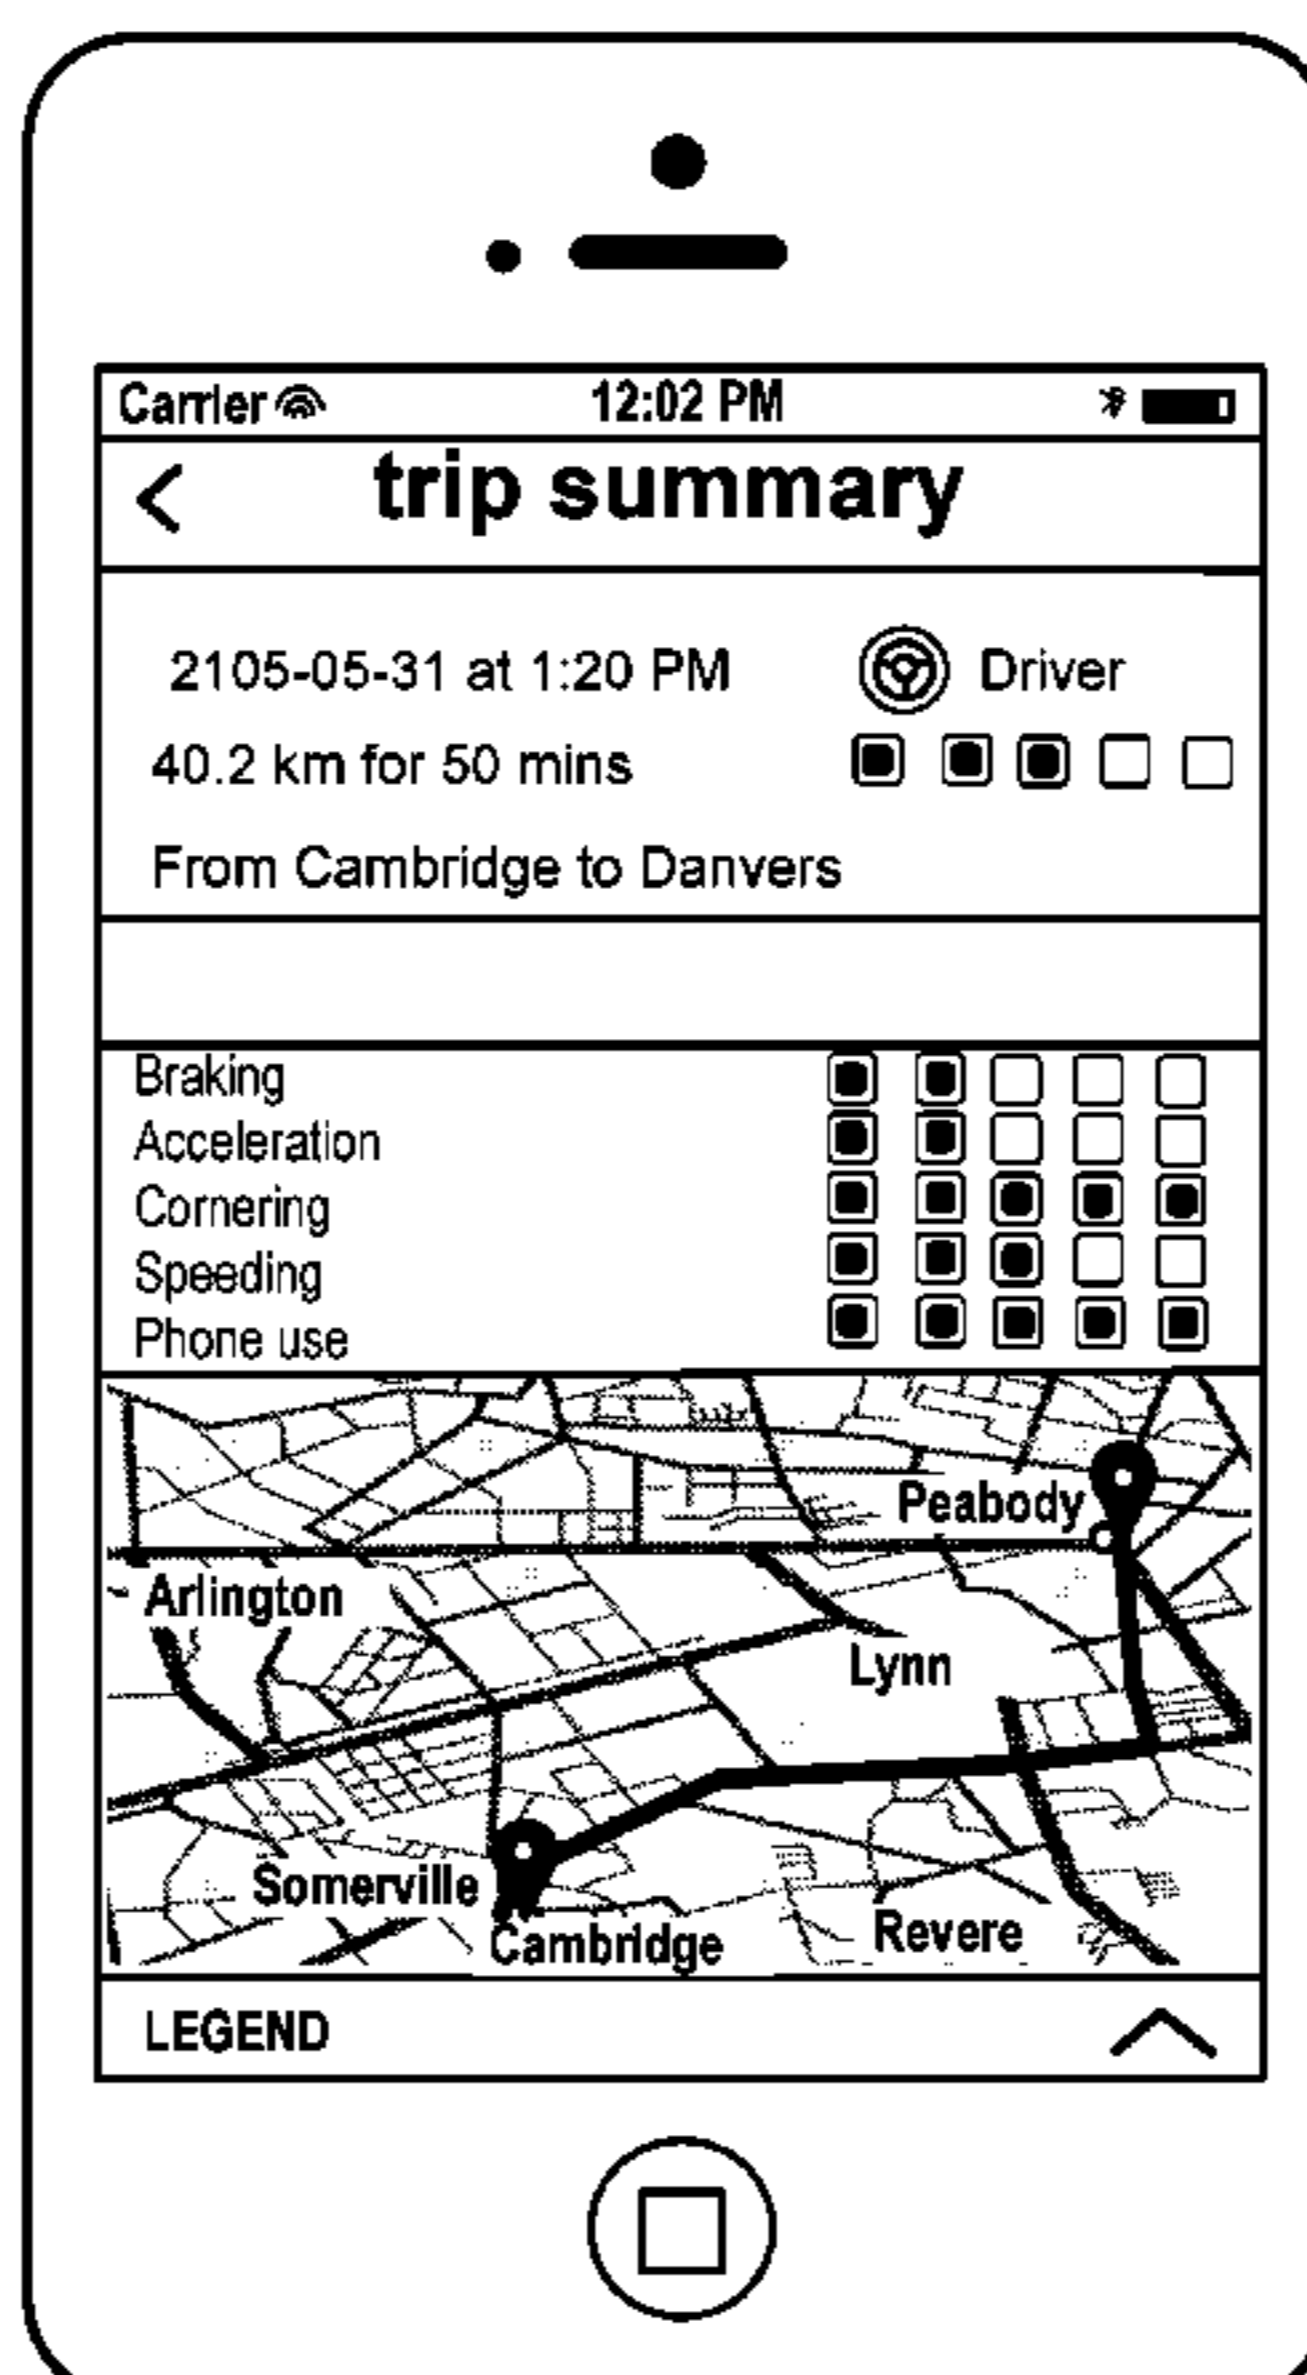 Carrier 12:02 PM
trip summary
2105-05-31 at 1:20 PM Driver
40.2 km for 50 mins
From Cambridge to Danvers
Braking
Acceleration
Cornering
Speeding
Phone use
Peabody
Arlington
Lynn
Somerville
Cambridge
Revere
LEGEND